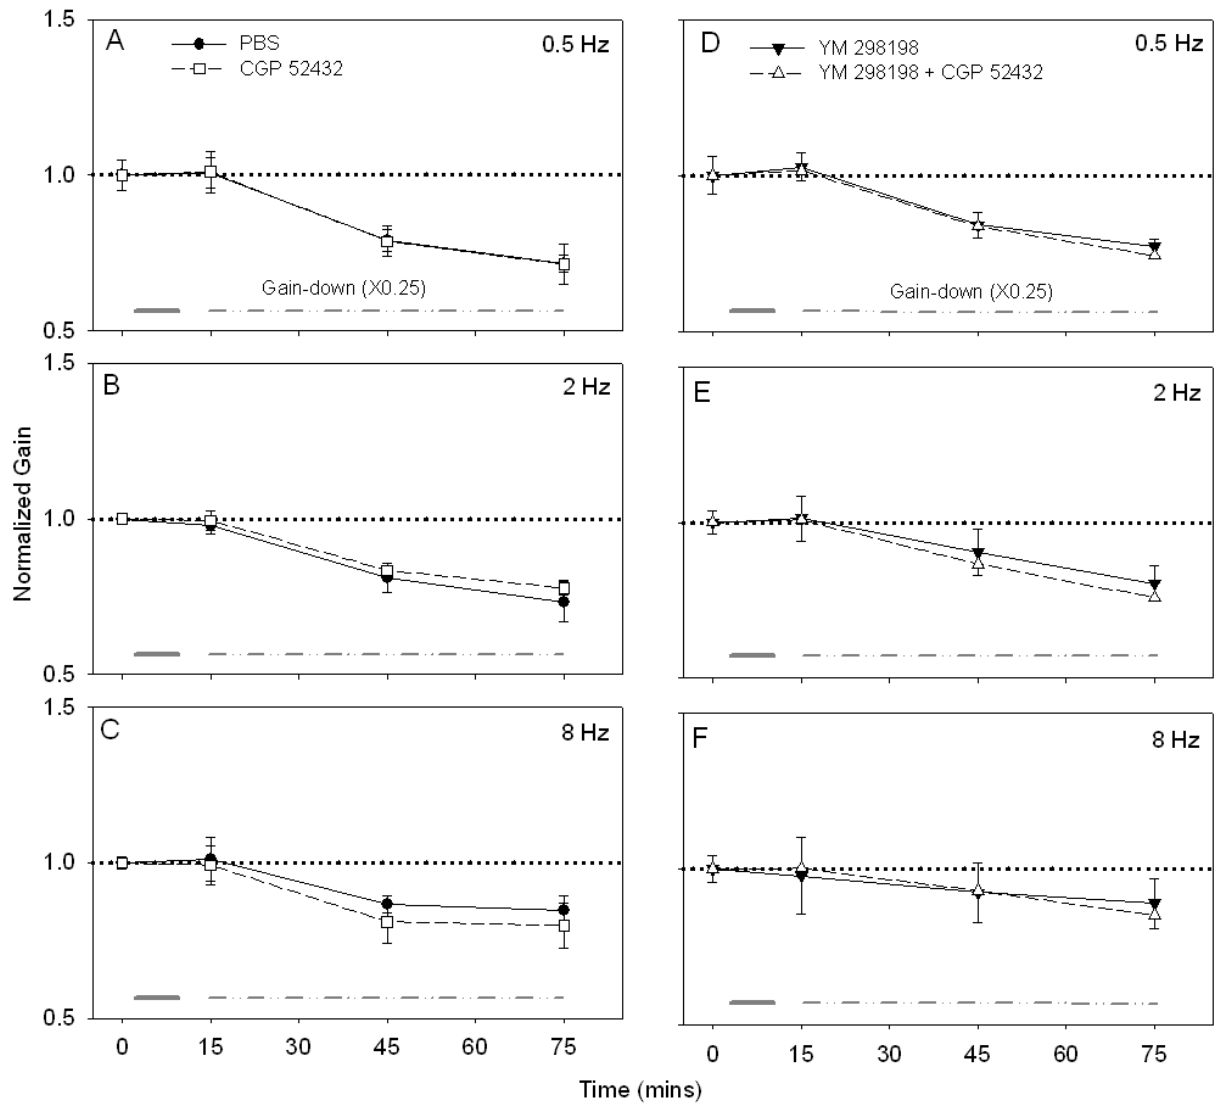 A
PBS
CGP 52432
0.5 Hz
1.5
1.0
0.5
Gain-down (X0.25)
D
YM 298198
YM 298198 + CGP 52432
0.5 Hz
Gain-down (X0.25)
B
2 Hz
1.5
1.0
0.5
E
2 Hz
Normalized Gain
C
8 Hz
1.5
1.0
0.5
0 15 30 45 60 75
F
8 Hz
0 15 30 45 60 75
Time (mins)